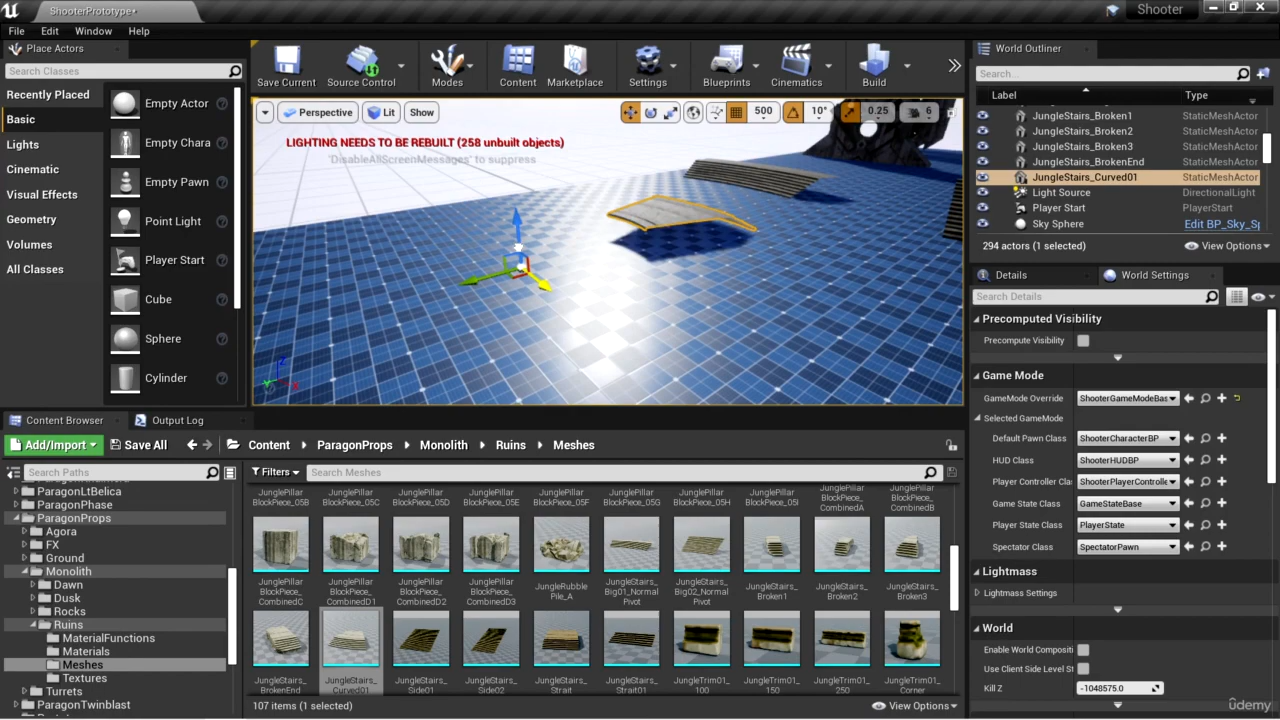 ShooterPrototype•
Shooter
File Edit Window Help
Place Actors
Search Classes
Recently Placed
Basic
Lights
Cinematic
Visual Effects
Geometry
Volumes
All Classes
Empty Actor
Empty Chara
Empty Pawn
Point Light
Player Start
Cube
Sphere
Cylinder
Save Current
Source Control
Modes
Content
Marketplace
Settings
Blueprints
Cinematics
Build
Perspective
Lit
Show
500
10°
0.25
6
LIGHTING NEEDS TO BE REBUILT (258 unbuilt objects)
'DisableAllScreenMessages' to suppress
World Outliner
Search...
Label Type
JungleStairs_Broken1 StaticMeshActor
JungleStairs_Broken2 StaticMeshActor
JungleStairs_Broken3 StaticMeshActor
JungleStairs_BrokenEnd StaticMeshActor
JungleStairs_Curved01 StaticMeshActor
Light Source DirectionalLight
Player Start PlayerStart
Sky Sphere Edit BP_Sky_Sp
294 actors (1 selected)
View Options
Details
World Settings
Search Details
Precomputed Visibility
Precompute Visibility
Game Mode
GameMode Override ShooterGameModeBas
Selected GameMode
Default Pawn Class ShooterCharacterBP
HUD Class ShooterHUDBP
Player Controller Clas ShooterPlayerControlle
Game State Class GameStateBase
Player State Class PlayerState
Spectator Class SpectatorPawn
Lightmass
Lightmass Settings
World
Enable World Compositi
Use Client Side Level St
Kill Z -1048575.0
Content Browser
Output Log
Add/Import
Save All
Content
ParagonProps
Monolith
Ruins
Meshes
Search Paths
Filters
Search Meshes
ParagonLtBelica
ParagonPhase
ParagonProps
Agora
FX
Ground
Monolith
Dawn
Dusk
Rocks
Ruins
MaterialFunctions
Materials
Meshes
Textures
Turrets
ParagonTwinblast
JunglePillar BlockPiece_05B
JunglePillar BlockPiece_05C
JunglePillar BlockPiece_05D
JunglePillar BlockPiece_05E
JunglePillar BlockPiece_05F
JunglePillar BlockPiece_05G
JunglePillar BlockPiece_05H
JunglePillar BlockPiece_05I
JunglePillar BlockPiece_ CombinedA
JunglePillar BlockPiece_ CombinedB
JunglePillar BlockPiece_ CombinedC
JunglePillar BlockPiece_ CombinedD1
JunglePillar BlockPiece_ CombinedD2
JunglePillar BlockPiece_ CombinedD3
JungleRubble Pile_A
JungleStairs_ Big01_Normal Pivot
JungleStairs_ Big02_Normal Pivot
JungleStairs_ Broken1
JungleStairs_ Broken2
JungleStairs_ Broken3
JungleStairs_ BrokenEnd
JungleStairs_ Curved01
JungleStairs_ Side01
JungleStairs_ Side02
JungleStairs_ Strait
JungleStairs_ Strait01
JungleTrim01_ 100
JungleTrim01_ 150
JungleTrim01_ 250
JungleTrim01_ Corner
107 items (1 selected)
View Options
ûdemy